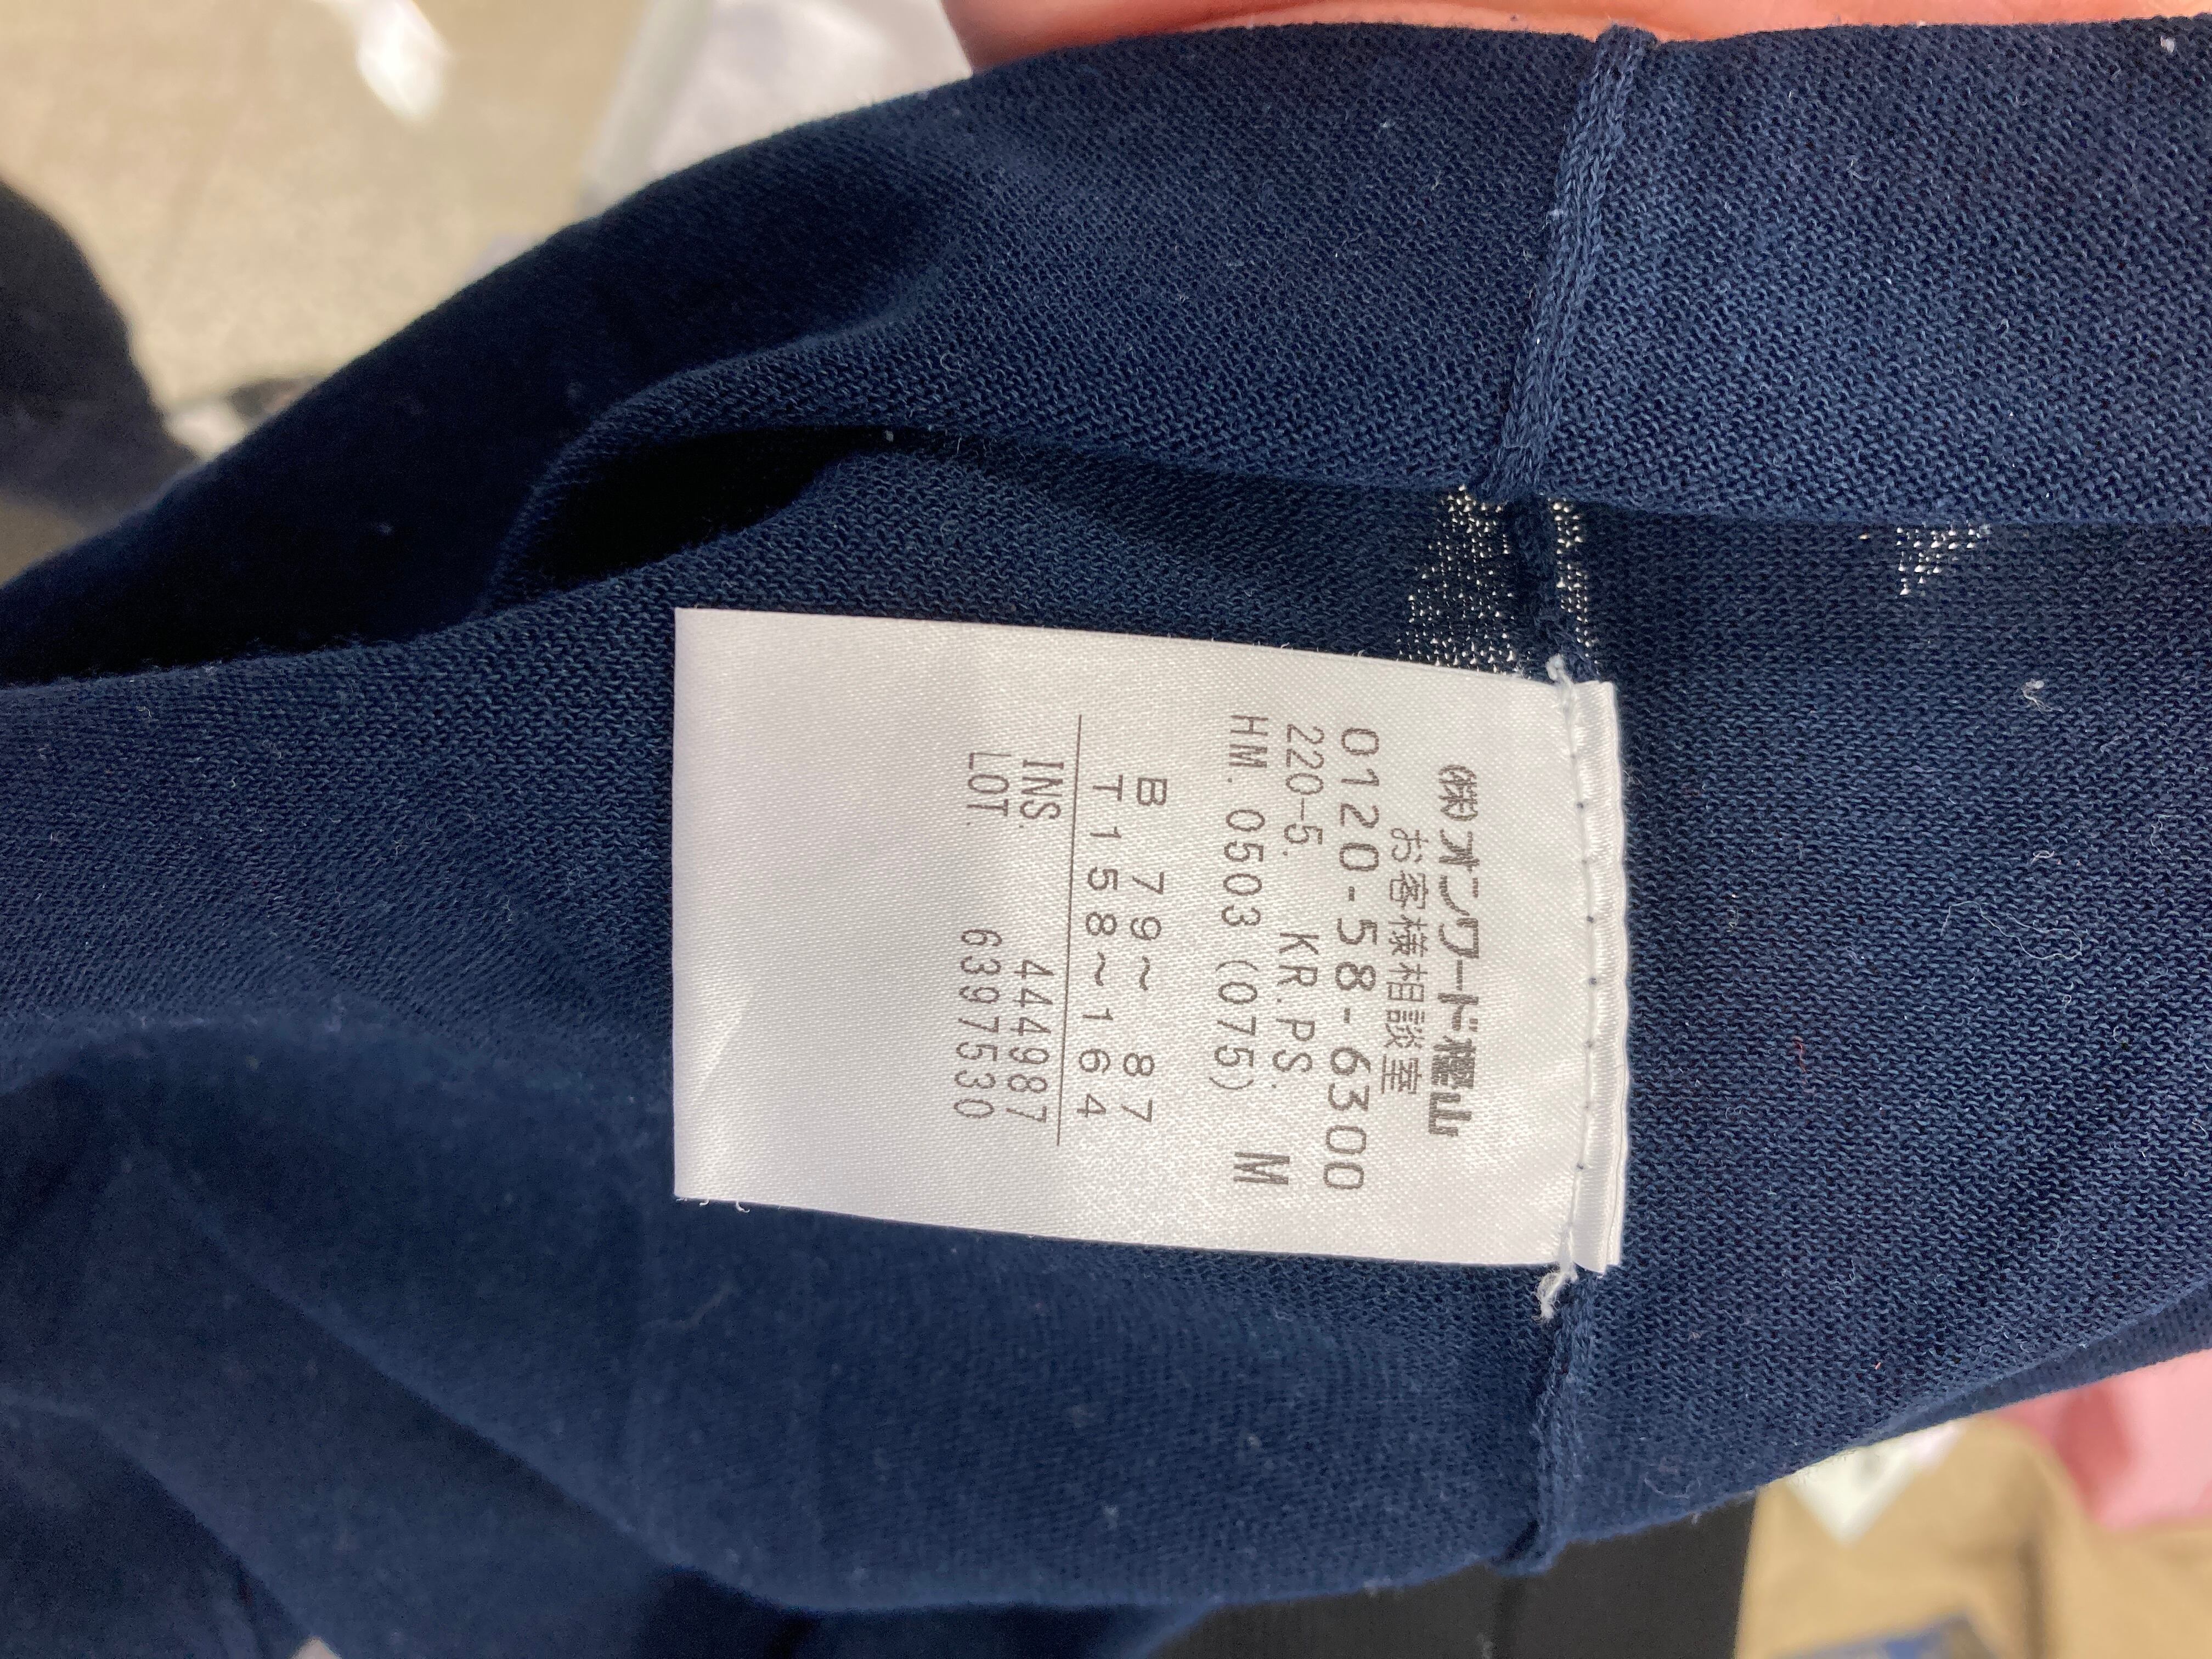 ㈱オンワード樫山
お客様相談室
0120-58-6300
220-5. KR.PS. M
HM. 0503 (075)
B 79~ 87
T158~164
INS. 444987
LOT. 6397530